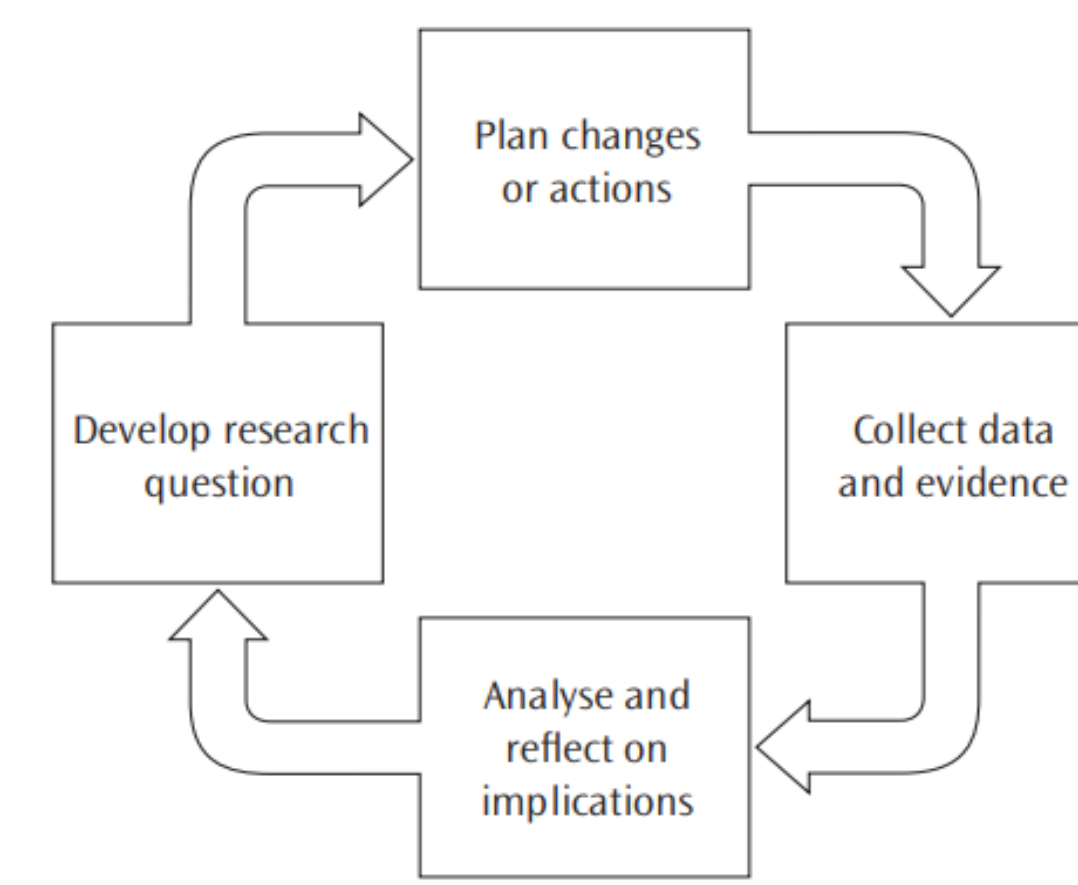 Plan changes
or actions
Develop research
question
Collect data
and evidence
Analyse and
reflect on
implications